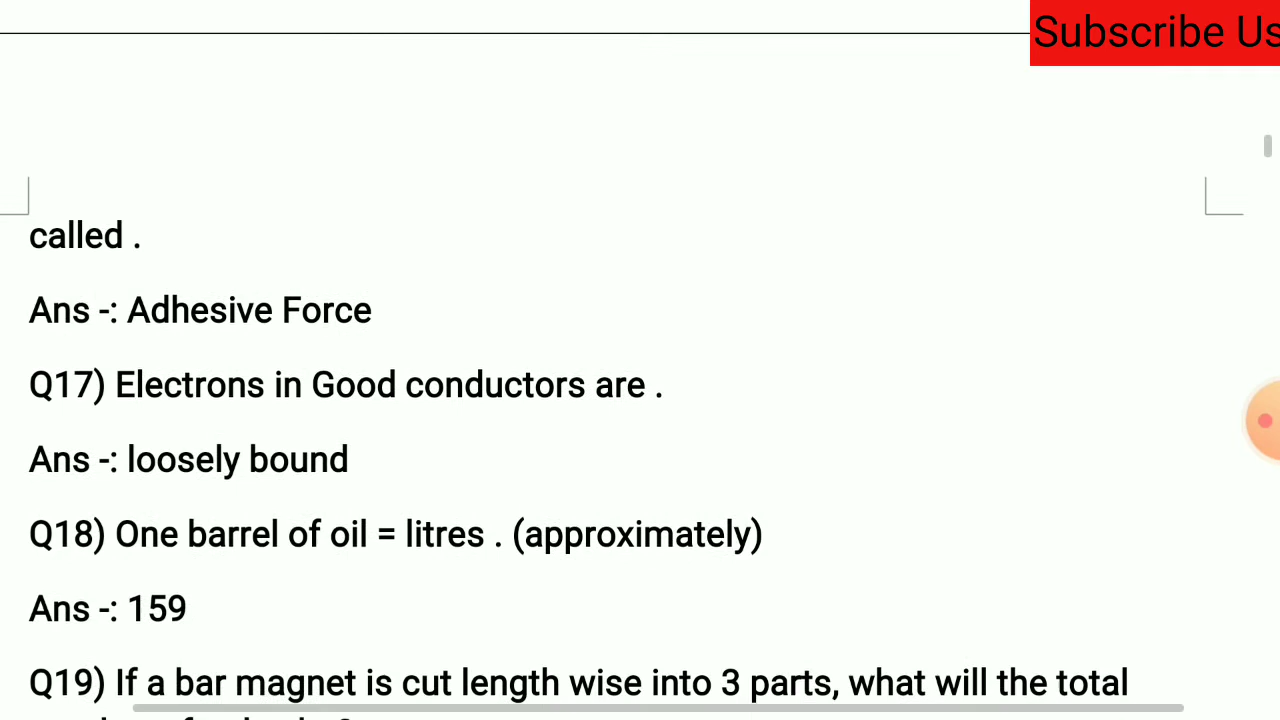 Subscribe Us
called .
Ans -: Adhesive Force
Q17) Electrons in Good conductors are .
Ans -: loosely bound
Q18) One barrel of oil = litres . (approximately)
Ans -: 159
Q19) If a bar magnet is cut length wise into 3 parts, what will the total